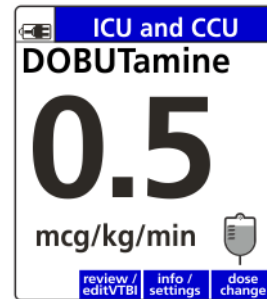 ICU and CCU
DOBUTamine
0.5
mcg/kg/min
review / info / dose
editVTBI settings change